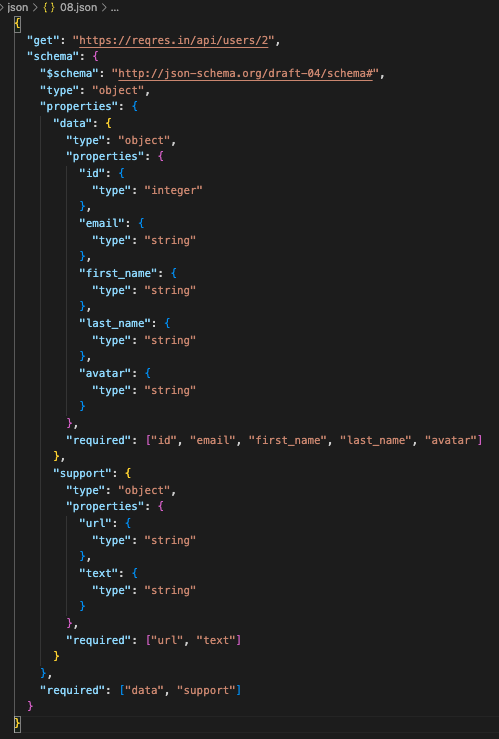 json > {} 08.json > ...
{
  "get": "https://reqres.in/api/users/2",
  "schema": {
    "$schema": "http://json-schema.org/draft-04/schema#",
    "type": "object",
    "properties": {
      "data": {
        "type": "object",
        "properties": {
          "id": {
            "type": "integer"
          },
          "email": {
            "type": "string"
          },
          "first_name": {
            "type": "string"
          },
          "last_name": {
            "type": "string"
          },
          "avatar": {
            "type": "string"
          }
        },
        "required": ["id", "email", "first_name", "last_name", "avatar"]
      },
      "support": {
        "type": "object",
        "properties": {
          "url": {
            "type": "string"
          },
          "text": {
            "type": "string"
          }
        },
        "required": ["url", "text"]
      }
    },
    "required": ["data", "support"]
  }
}